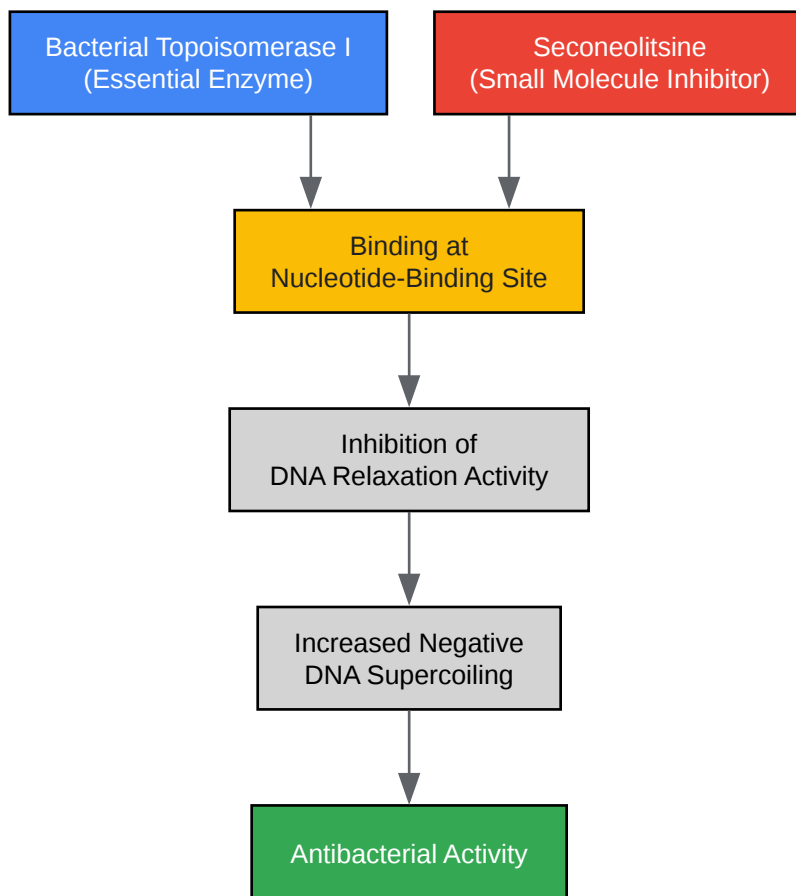 Bacterial Topoisomerase I
(Essential Enzyme)
Seconeolitsine
(Small Molecule Inhibitor)
Binding at
Nucleotide-Binding Site
Inhibition of
DNA Relaxation Activity
Increased Negative
DNA Supercoiling
Antibacterial Activity